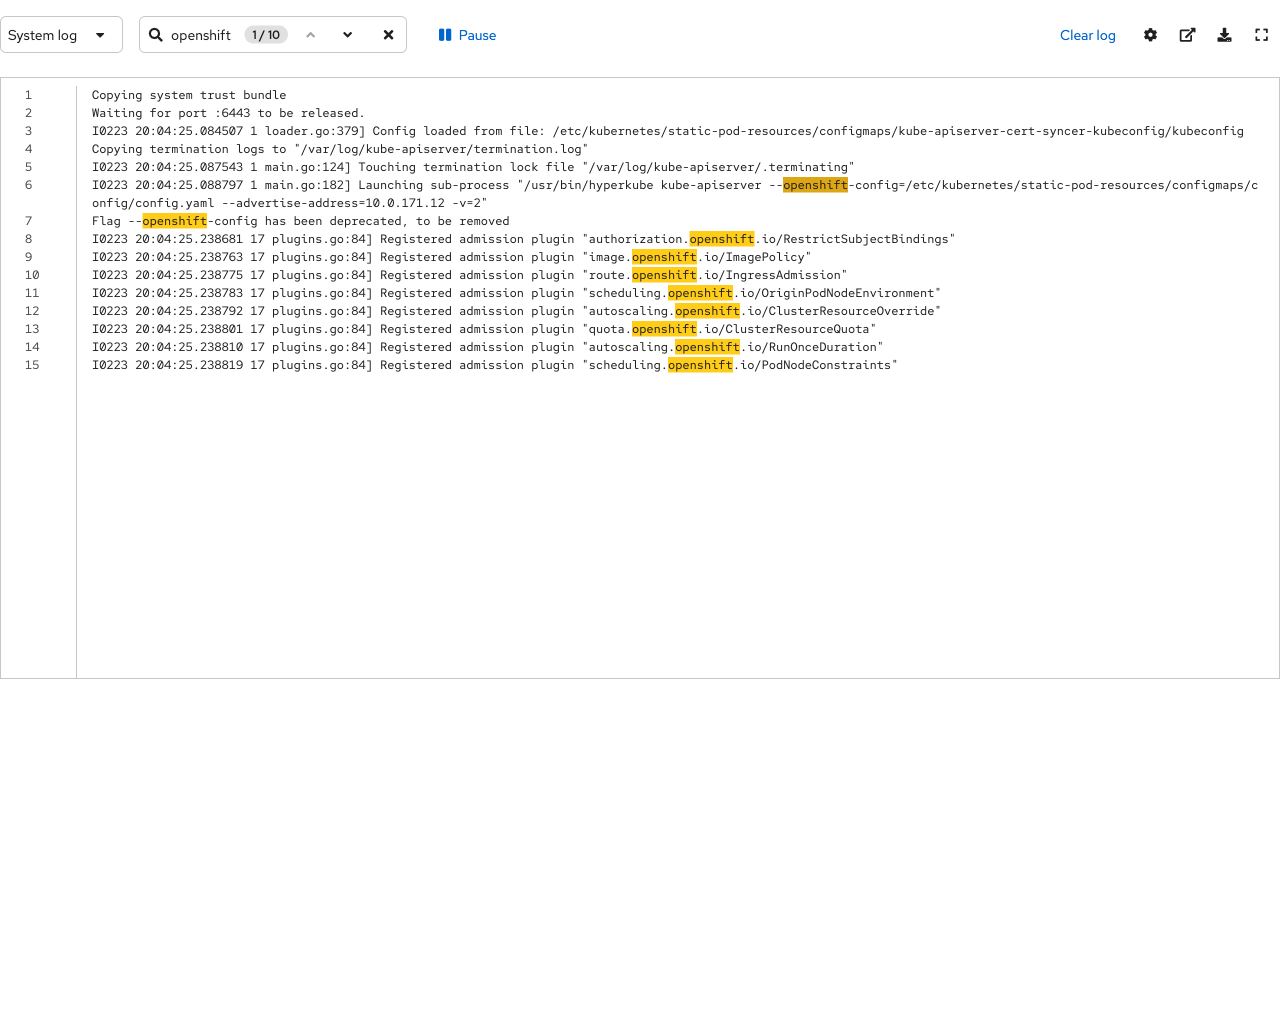 System log
openshift 1 / 10
Pause
Clear log
1 Copying system trust bundle
2 Waiting for port :6443 to be released.
3 I0223 20:04:25.084507 1 loader.go:379] Config loaded from file: /etc/kubernetes/static-pod-resources/configmaps/kube-apiserver-cert-syncer-kubeconfig/kubeconfig
4 Copying termination logs to "/var/log/kube-apiserver/termination.log"
5 I0223 20:04:25.087543 1 main.go:124] Touching termination lock file "/var/log/kube-apiserver/.terminating"
6 I0223 20:04:25.088797 1 main.go:182] Launching sub-process "/usr/bin/hyperkube kube-apiserver --openshift-config=/etc/kubernetes/static-pod-resources/configmaps/c
onfig/config.yaml --advertise-address=10.0.171.12 -v=2"
7 Flag --openshift-config has been deprecated, to be removed
8 I0223 20:04:25.238681 17 plugins.go:84] Registered admission plugin "authorization.openshift.io/RestrictSubjectBindings"
9 I0223 20:04:25.238763 17 plugins.go:84] Registered admission plugin "image.openshift.io/ImagePolicy"
10 I0223 20:04:25.238775 17 plugins.go:84] Registered admission plugin "route.openshift.io/IngressAdmission"
11 I0223 20:04:25.238783 17 plugins.go:84] Registered admission plugin "scheduling.openshift.io/OriginPodNodeEnvironment"
12 I0223 20:04:25.238792 17 plugins.go:84] Registered admission plugin "autoscaling.openshift.io/ClusterResourceOverride"
13 I0223 20:04:25.238801 17 plugins.go:84] Registered admission plugin "quota.openshift.io/ClusterResourceQuota"
14 I0223 20:04:25.238810 17 plugins.go:84] Registered admission plugin "autoscaling.openshift.io/RunOnceDuration"
15 I0223 20:04:25.238819 17 plugins.go:84] Registered admission plugin "scheduling.openshift.io/PodNodeConstraints"